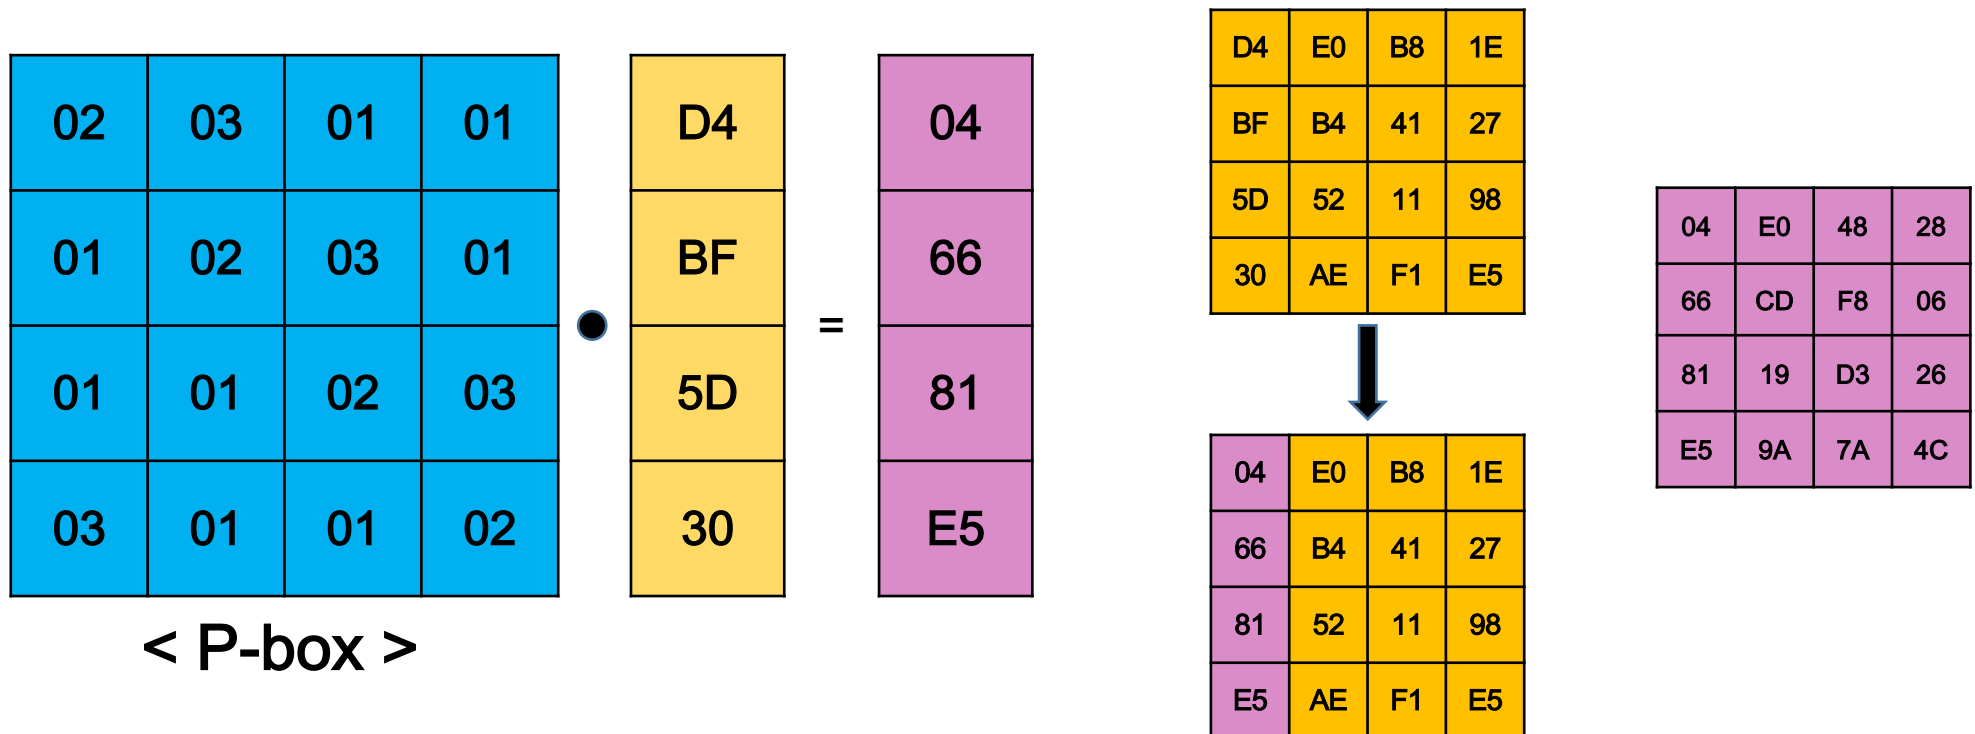 02 03 01 01
01 02 03 01
01 01 02 03
03 01 01 02
< P-box >
D4
BF
5D
30
=
04
66
81
E5
D4 E0 B8 1E
BF B4 41 27
5D 52 11 98
30 AE F1 E5
04 E0 B8 1E
66 B4 41 27
81 52 11 98
E5 AE F1 E5
04 E0 48 28
66 CD F8 06
81 19 D3 26
E5 9A 7A 4C